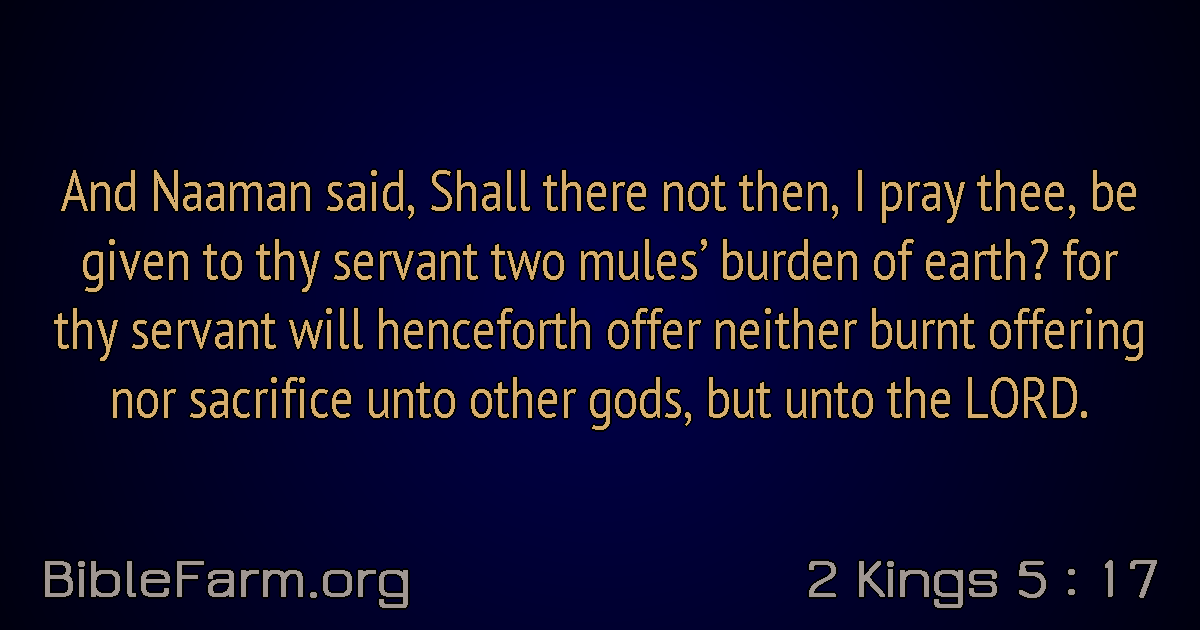 And Naaman said, Shall there not then, I pray thee, be
given to thy servant two mules’ burden of earth? for
thy servant will henceforth offer neither burnt offering
nor sacrifice unto other gods, but unto the LORD.
BibleFarm.org
2 Kings 5 : 17